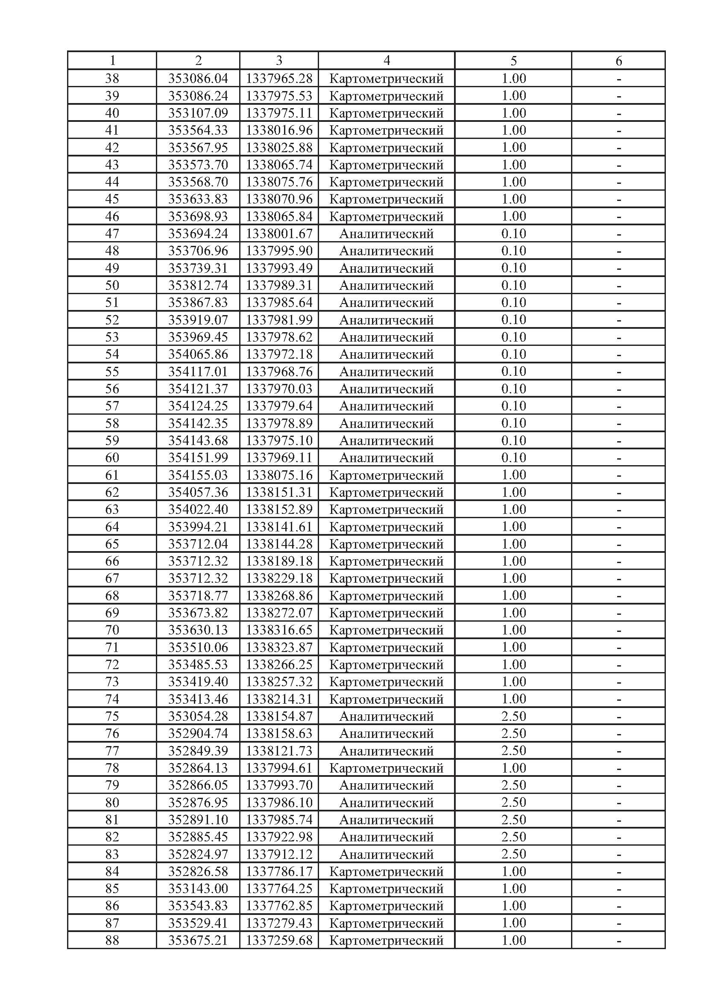 1 2 3 4 5 6
38 353086.04 1337965.28 Картометрический 1.00 -
39 353086.24 1337975.53 Картометрический 1.00 -
40 353107.09 1337975.11 Картометрический 1.00 -
41 353564.33 1338016.96 Картометрический 1.00 -
42 353567.95 1338025.88 Картометрический 1.00 -
43 353573.70 1338065.74 Картометрический 1.00 -
44 353568.70 1338075.76 Картометрический 1.00 -
45 353633.83 1338070.96 Картометрический 1.00 -
46 353698.93 1338065.84 Картометрический 1.00 -
47 353694.24 1338001.67 Аналитический 0.10 -
48 353706.96 1337995.90 Аналитический 0.10 -
49 353739.31 1337993.49 Аналитический 0.10 -
50 353812.74 1337989.31 Аналитический 0.10 -
51 353867.83 1337985.64 Аналитический 0.10 -
52 353919.07 1337981.99 Аналитический 0.10 -
53 353969.45 1337978.62 Аналитический 0.10 -
54 354065.86 1337972.18 Аналитический 0.10 -
55 354117.01 1337968.76 Аналитический 0.10 -
56 354121.37 1337970.03 Аналитический 0.10 -
57 354124.25 1337979.64 Аналитический 0.10 -
58 354142.35 1337978.89 Аналитический 0.10 -
59 354143.68 1337975.10 Аналитический 0.10 -
60 354151.99 1337969.11 Аналитический 0.10 -
61 354155.03 1338075.16 Картометрический 1.00 -
62 354057.36 1338151.31 Картометрический 1.00 -
63 354022.40 1338152.89 Картометрический 1.00 -
64 353994.21 1338141.61 Картометрический 1.00 -
65 353712.04 1338144.28 Картометрический 1.00 -
66 353712.32 1338189.18 Картометрический 1.00 -
67 353712.32 1338229.18 Картометрический 1.00 -
68 353718.77 1338268.86 Картометрический 1.00 -
69 353673.82 1338272.07 Картометрический 1.00 -
70 353630.13 1338316.65 Картометрический 1.00 -
71 353510.06 1338323.87 Картометрический 1.00 -
72 353485.53 1338266.25 Картометрический 1.00 -
73 353419.40 1338257.32 Картометрический 1.00 -
74 353413.46 1338214.31 Картометрический 1.00 -
75 353054.28 1338154.87 Аналитический 2.50 -
76 352904.74 1338158.63 Аналитический 2.50 -
77 352849.39 1338121.73 Аналитический 2.50 -
78 352864.13 1337994.61 Картометрический 1.00 -
79 352866.05 1337993.70 Аналитический 2.50 -
80 352876.95 1337986.10 Аналитический 2.50 -
81 352891.10 1337985.74 Аналитический 2.50 -
82 352885.45 1337922.98 Аналитический 2.50 -
83 352824.97 1337912.12 Аналитический 2.50 -
84 352826.58 1337786.17 Картометрический 1.00 -
85 353143.00 1337764.25 Картометрический 1.00 -
86 353543.83 1337762.85 Картометрический 1.00 -
87 353529.41 1337279.43 Картометрический 1.00 -
88 353675.21 1337259.68 Картометрический 1.00 -